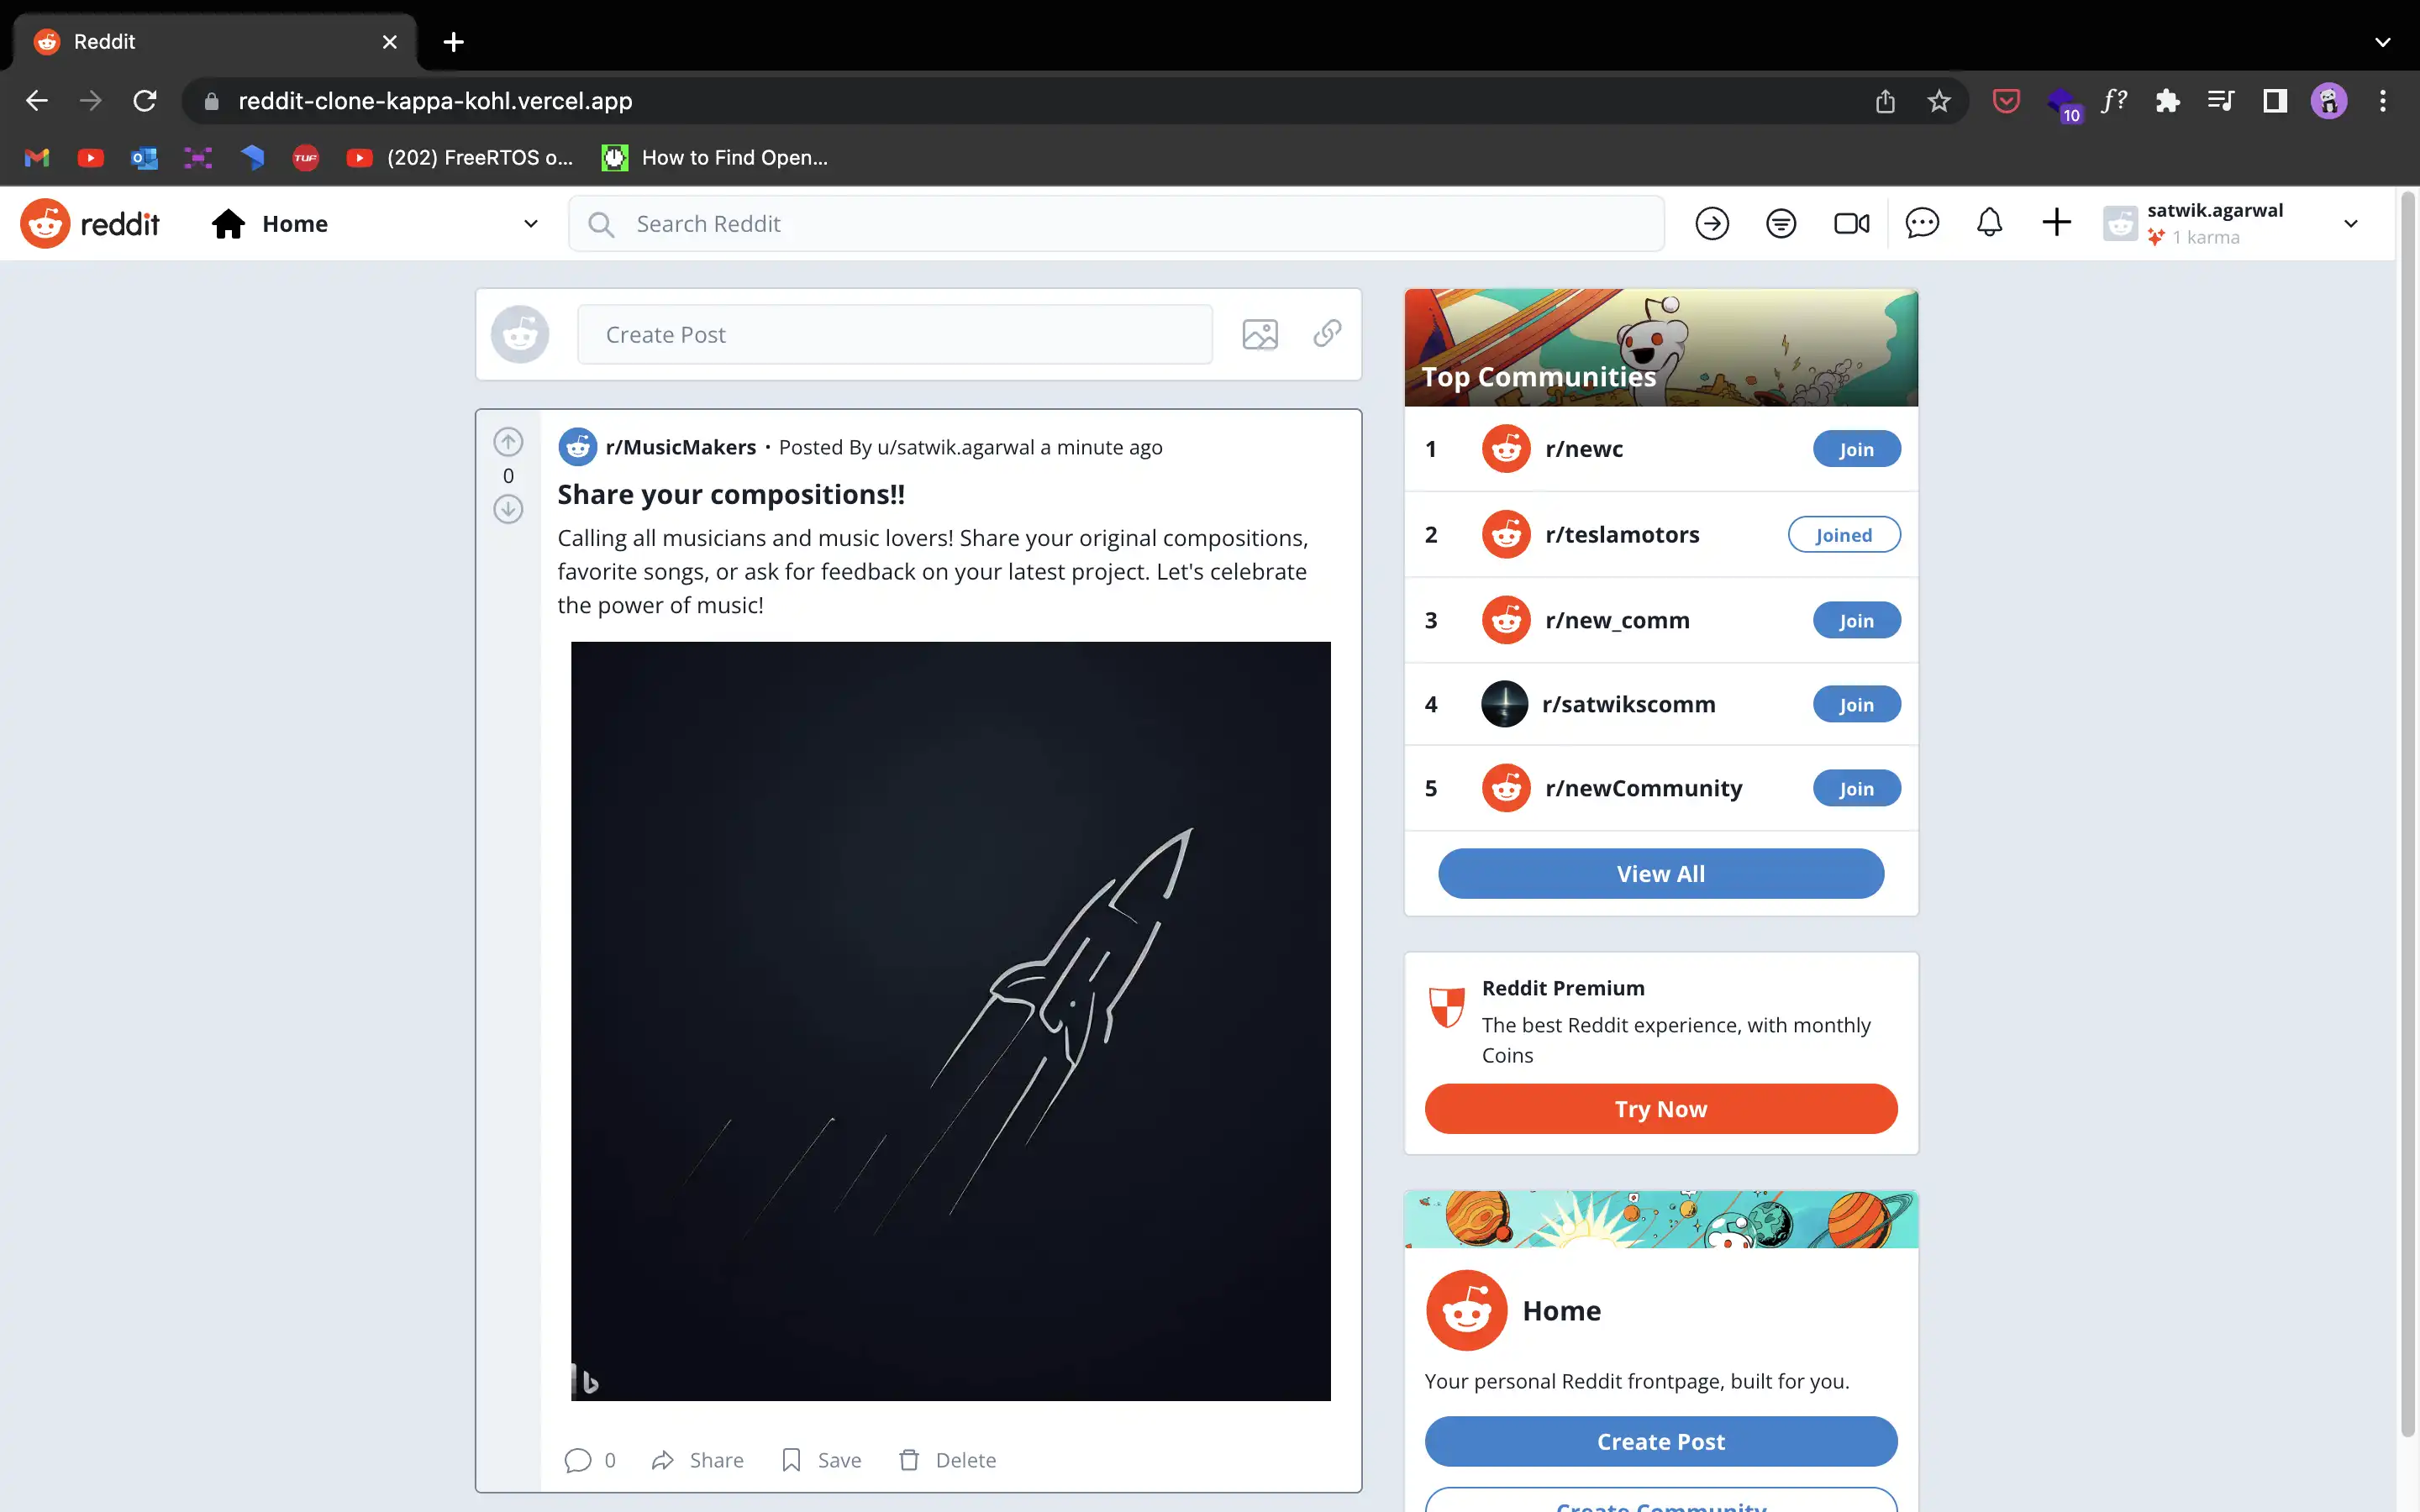 Reddit
reddit-clone-kappa-kohl.vercel.app
10
f?
TUF
(202) FreeRTOS o...
How to Find Open...
reddit
Home
Search Reddit
satwik.agarwal
1 karma
Create Post
r/MusicMakers • Posted By u/satwik.agarwal a minute ago
0
Share your compositions!!
Calling all musicians and music lovers! Share your original compositions,
favorite songs, or ask for feedback on your latest project. Let's celebrate
the power of music!
b
0
Share
Save
Delete
Top Communities
1 r/newc Join
2 r/teslamotors Joined
3 r/new_comm Join
4 r/satwikscomm Join
5 r/newCommunity Join
View All
Reddit Premium
The best Reddit experience, with monthly
Coins
Try Now
Home
Your personal Reddit frontpage, built for you.
Create Post
Create Community